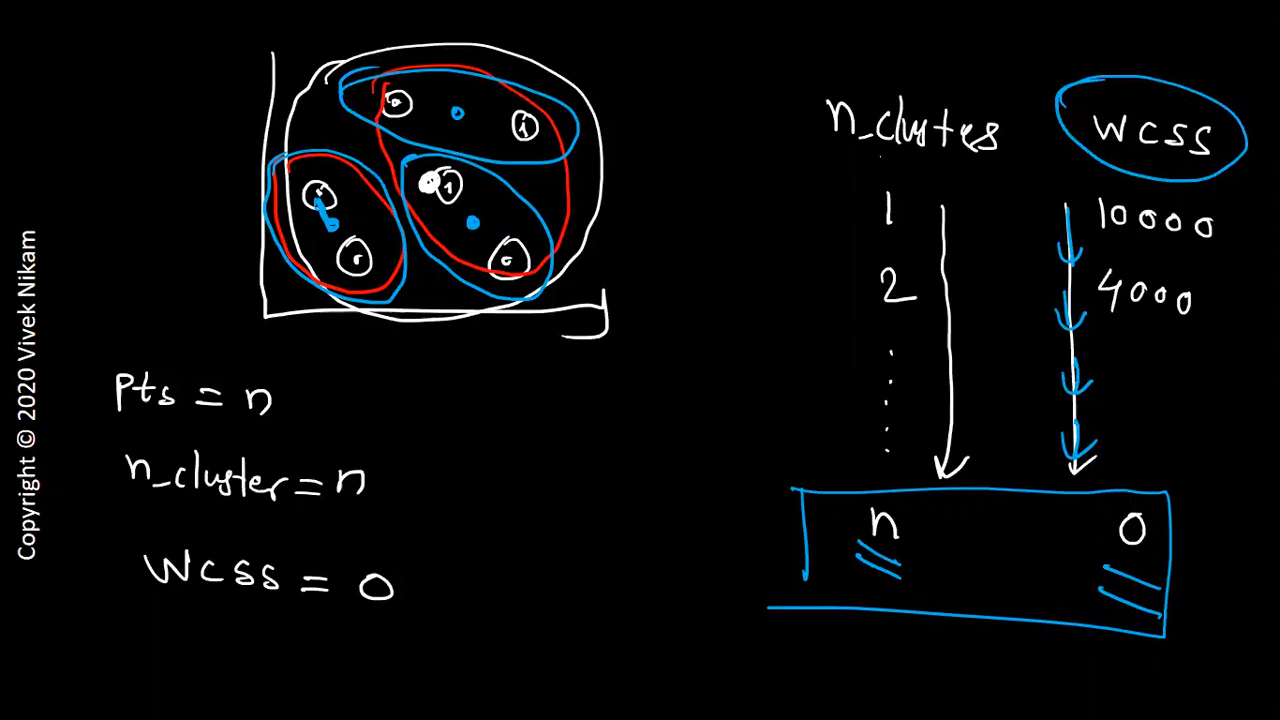 Copyright © 2020 Vivek Nikam
Pts = n
n_cluster = n
WCSS = 0
n_clustes WCSS
1 10000
2 4000
n 0